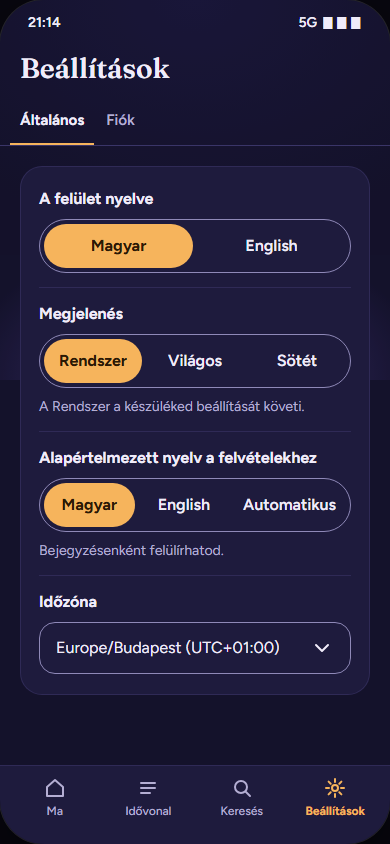 21:14
5G
Beállítások
Általános Fiók
A felület nyelve
Magyar English
Megjelenés
Rendszer Világos Sötét
A Rendszer a készüléked beállítását követi.
Alapértelmezett nyelv a felvételekhez
Magyar English Automatikus
Bejegyzésenként felülírhatod.
Időzóna
Europe/Budapest (UTC+01:00)
Ma Idővonal Keresés Beállítások